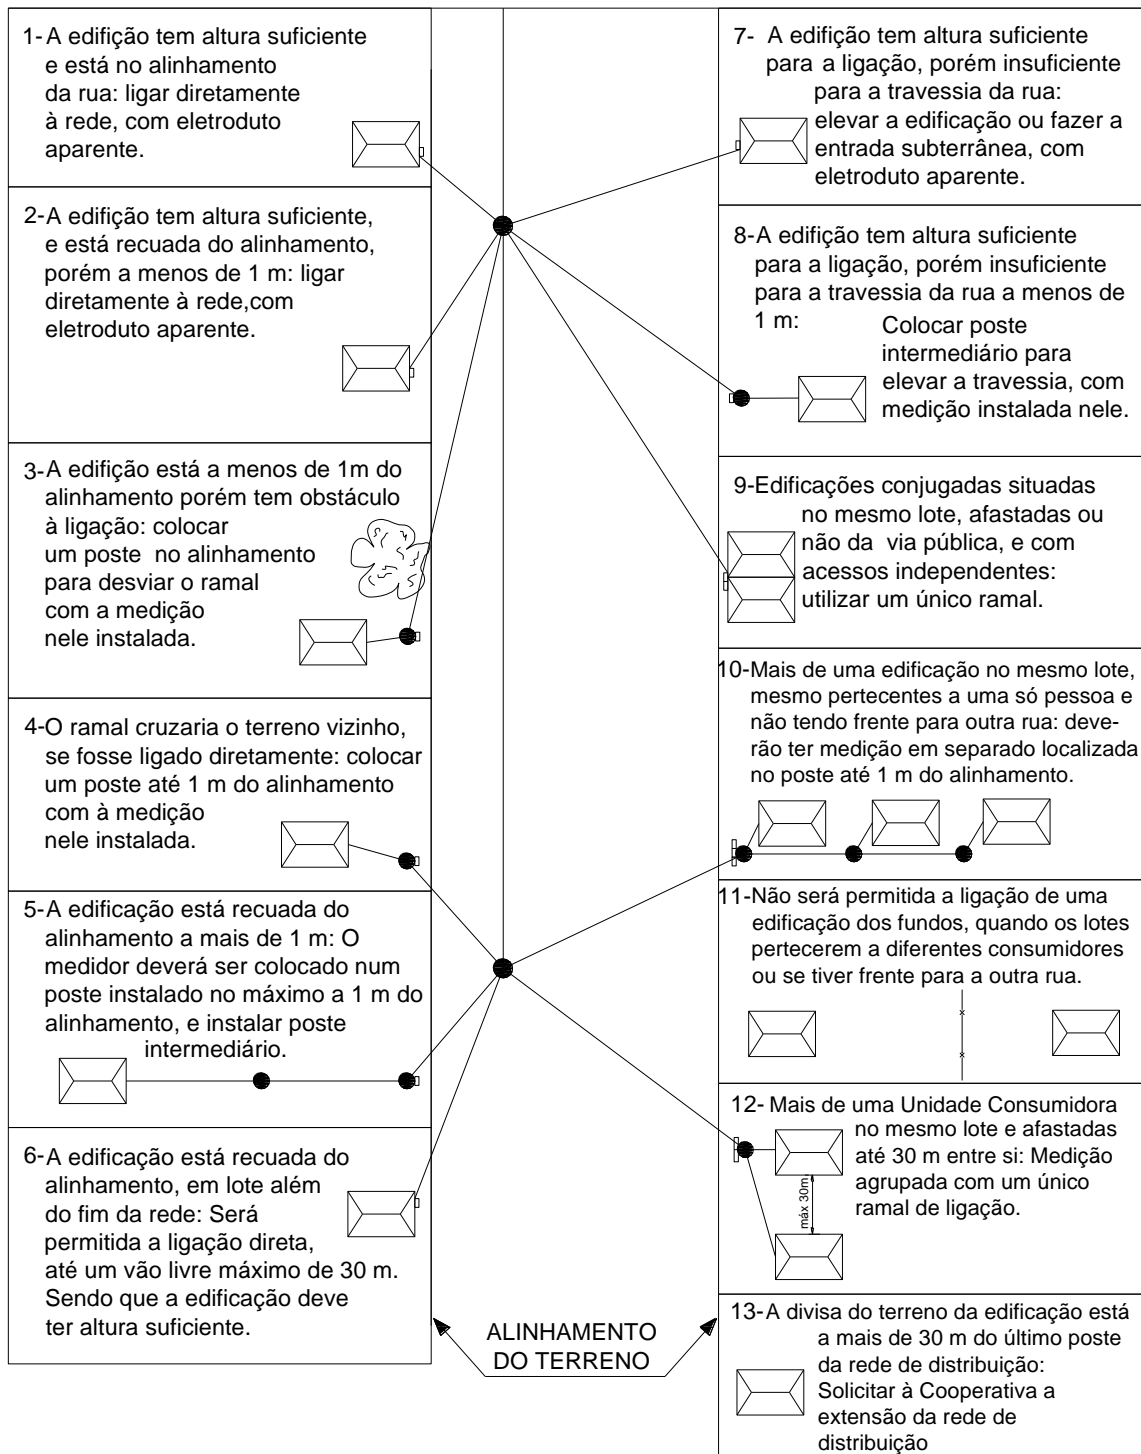 1- A edifição tem altura suficiente
e está no alinhamento
da rua: ligar diretamente
à rede, com eletroduto
aparente.
2-A edifição tem altura suficiente,
e está recuada do alinhamento,
porém a menos de 1 m: ligar
diretamente à rede,com
eletroduto aparente.
3-A edifição está a menos de 1m do
alinhamento porém tem obstáculo
à ligação: colocar
um poste no alinhamento
para desviar o ramal
com a medição
nele instalada.
4-O ramal cruzaria o terreno vizinho,
se fosse ligado diretamente: colocar
um poste até 1 m do alinhamento
com à medição
nele instalada.
5-A edificação está recuada do
alinhamento a mais de 1 m: O
medidor deverá ser colocado num
poste instalado no máximo a 1 m do
alinhamento, e instalar poste
intermediário.
6-A edificação está recuada do
alinhamento, em lote além
do fim da rede: Será
permitida a ligação direta,
até um vão livre máximo de 30 m.
Sendo que a edificação deve
ter altura suficiente.
ALINHAMENTO
DO TERRENO
7- A edifição tem altura suficiente
para a ligação, porém insuficiente
para a travessia da rua:
elevar a edificação ou fazer a
entrada subterrânea, com
eletroduto aparente.
8-A edifição tem altura suficiente
para a ligação, porém insuficiente
para a travessia da rua a menos de
1 m:
Colocar poste
intermediário para
elevar a travessia, com
medição instalada nele.
9-Edificações conjugadas situadas
no mesmo lote, afastadas ou
não da via pública, e com
acessos independentes:
utilizar um único ramal.
10-Mais de uma edificação no mesmo lote,
mesmo pertecentes a uma só pessoa e
não tendo frente para outra rua: deve-
rão ter medição em separado localizada
no poste até 1 m do alinhamento.
11-Não será permitida a ligação de uma
edificação dos fundos, quando os lotes
pertecerem a diferentes consumidores
ou se tiver frente para a outra rua.
12- Mais de uma Unidade Consumidora
no mesmo lote e afastadas
até 30 m entre si: Medição
agrupada com um único
ramal de ligação.
máx 30m
13-A divisa do terreno da edificação está
a mais de 30 m do último poste
da rede de distribuição:
Solicitar à Cooperativa a
extensão da rede de
distribuição